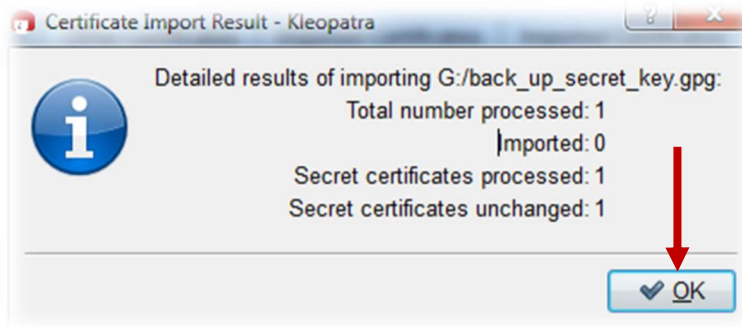 Certificate Import Result - Kleopatra
Detailed results of importing G:/back_up_secret_key.gpg:
Total number processed: 1
Imported: 0
Secret certificates processed: 1
Secret certificates unchanged: 1
OK